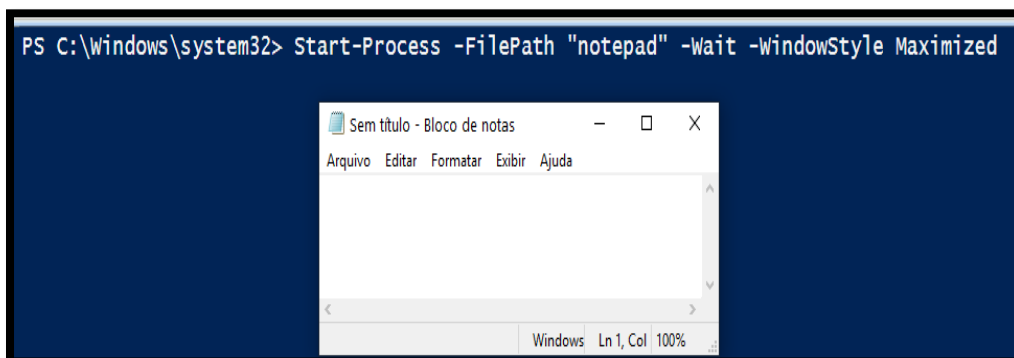 PS C:\Windows\system32> Start-Process -FilePath "notepad" -Wait -WindowStyle Maximized
Sem título - Bloco de notas
Arquivo Editar Formatar Exibir Ajuda
Windows Ln 1, Col 100%